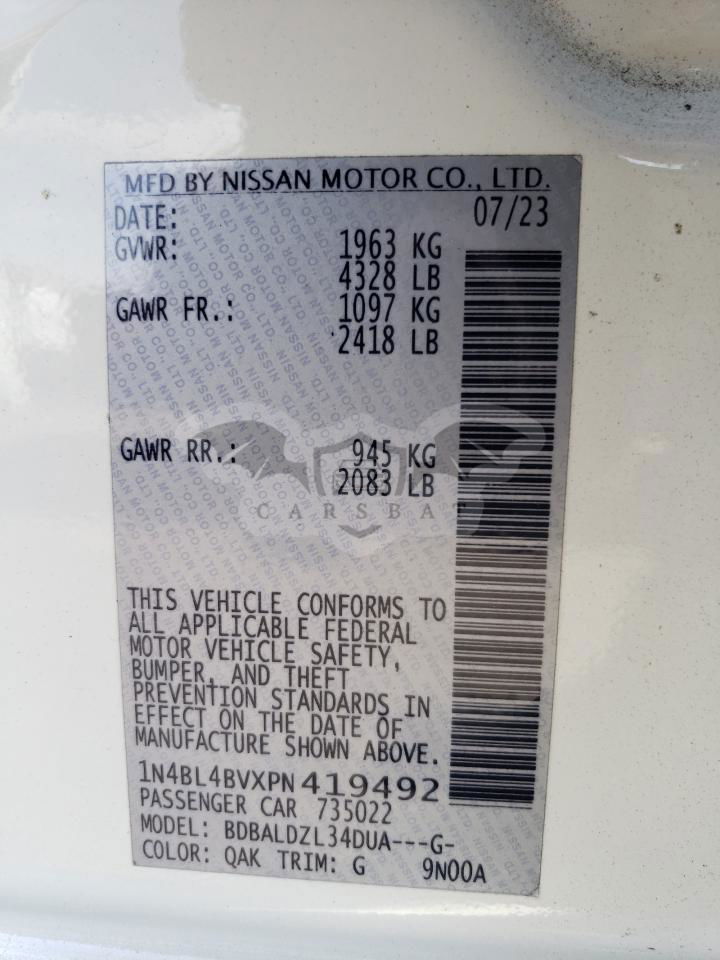 MFD BY NISSAN MOTOR CO., LTD.
DATE: 07/23
GVWR: 1963 KG
4328 LB
GAWR FR.: 1097 KG
2418 LB
GAWR RR.: 945 KG
2083 LB
CARSBAT
THIS VEHICLE CONFORMS TO
ALL APPLICABLE FEDERAL
MOTOR VEHICLE SAFETY,
BUMPER, AND THEFT
PREVENTION STANDARDS IN
EFFECT ON THE DATE OF
MANUFACTURE SHOWN ABOVE.
1N4BL4BVXPN419492
PASSENGER CAR 735022
MODEL: BDBALDZL34DUA---G-
COLOR: QAK TRIM: G 9N00A